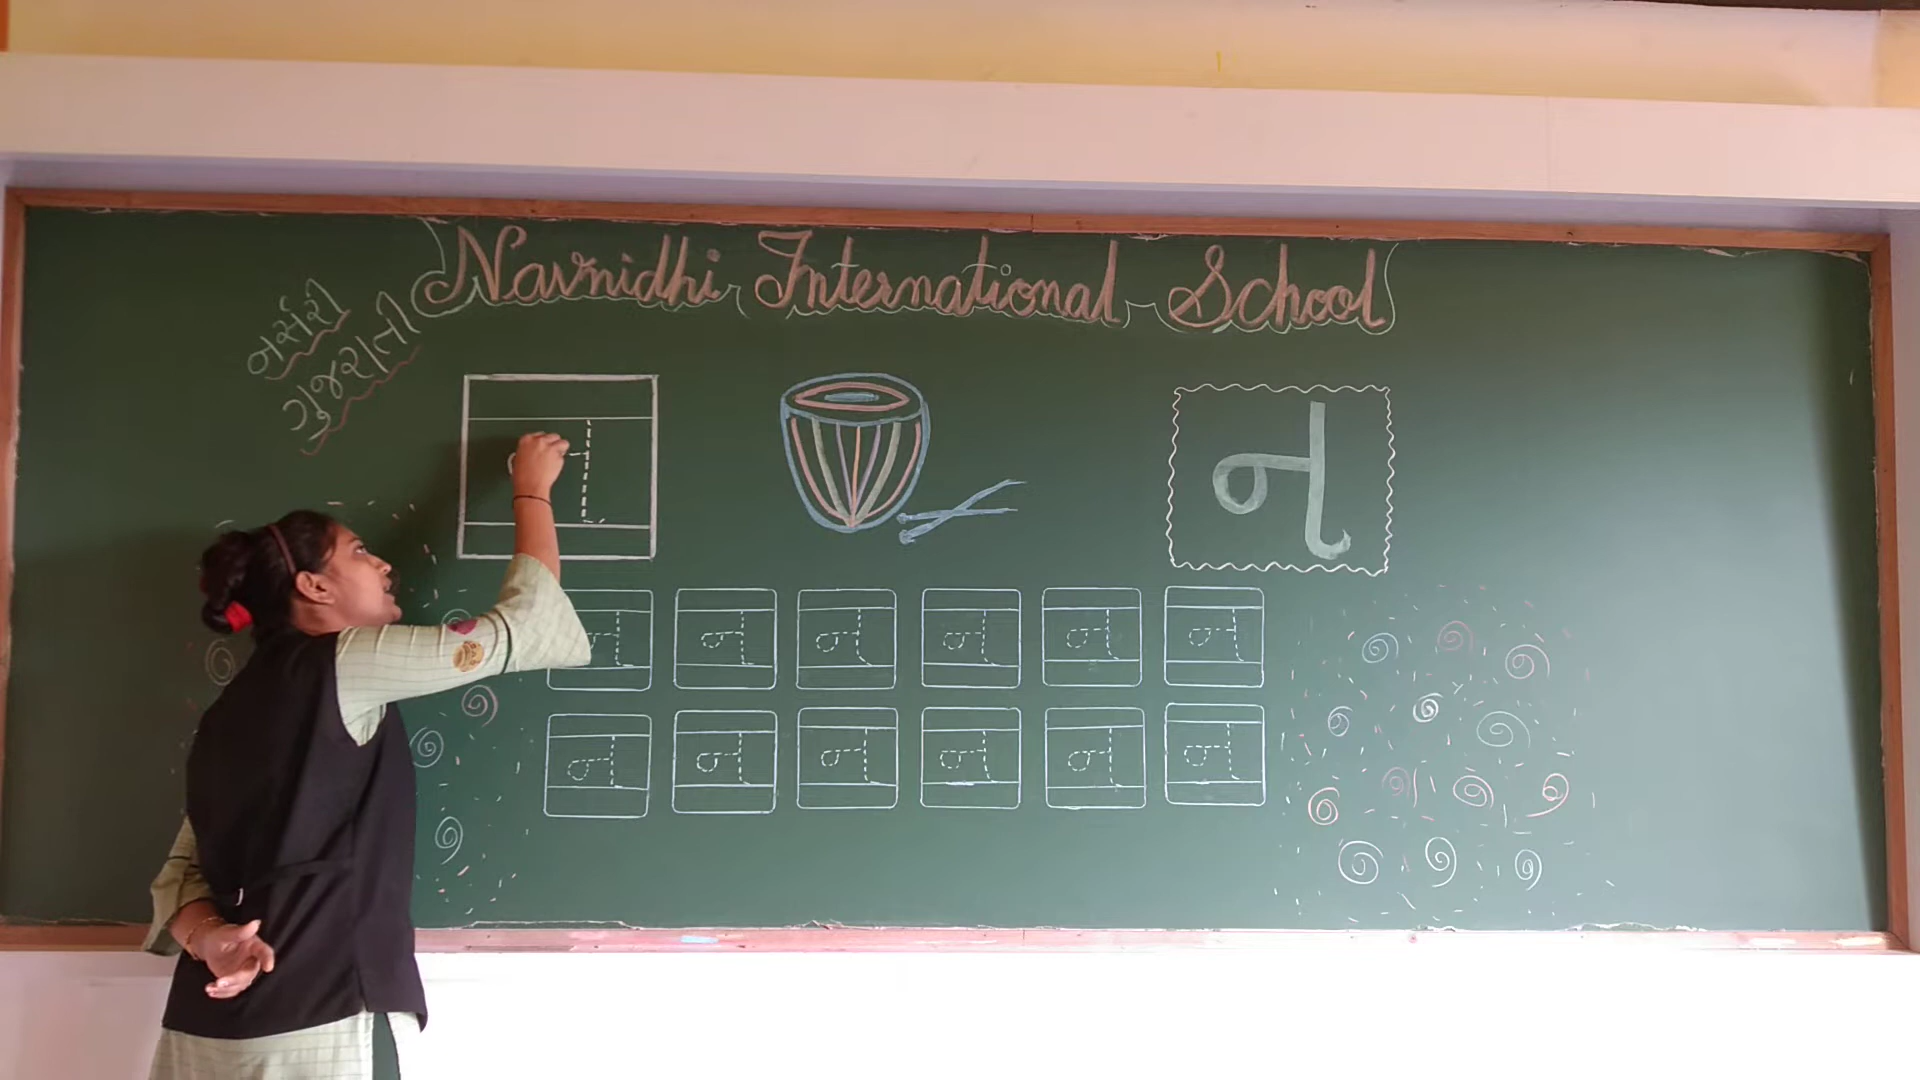 Navnidhi International School
નર્સરી
ગુજરાતી
ન
ન
ન ન ન ન ન ન
ન ન ન ન ન ન